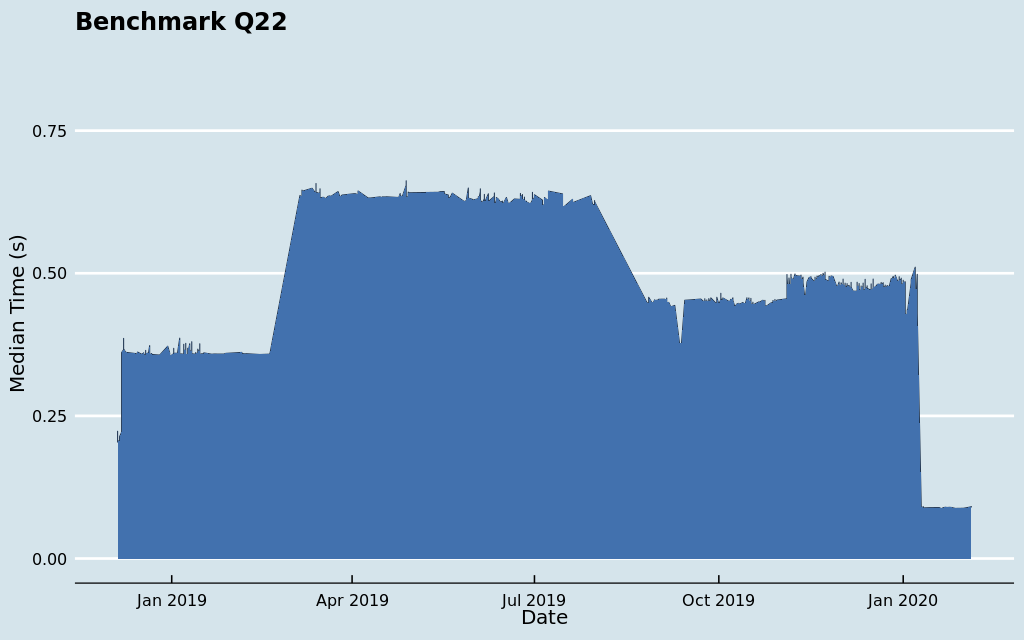 Benchmark Q22
Median Time (s)
0.75
0.50
0.25
0.00
Jan 2019
Apr 2019
Jul 2019
Oct 2019
Jan 2020
Date